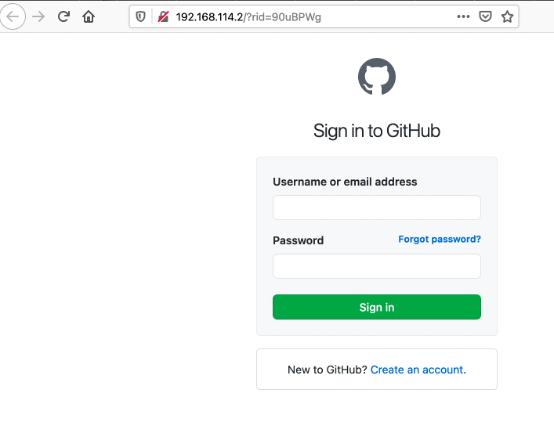 192.168.114.2/?rid=90uBPWg
Sign in to GitHub
Username or email address
Password Forgot password?
Sign in
New to GitHub? Create an account.